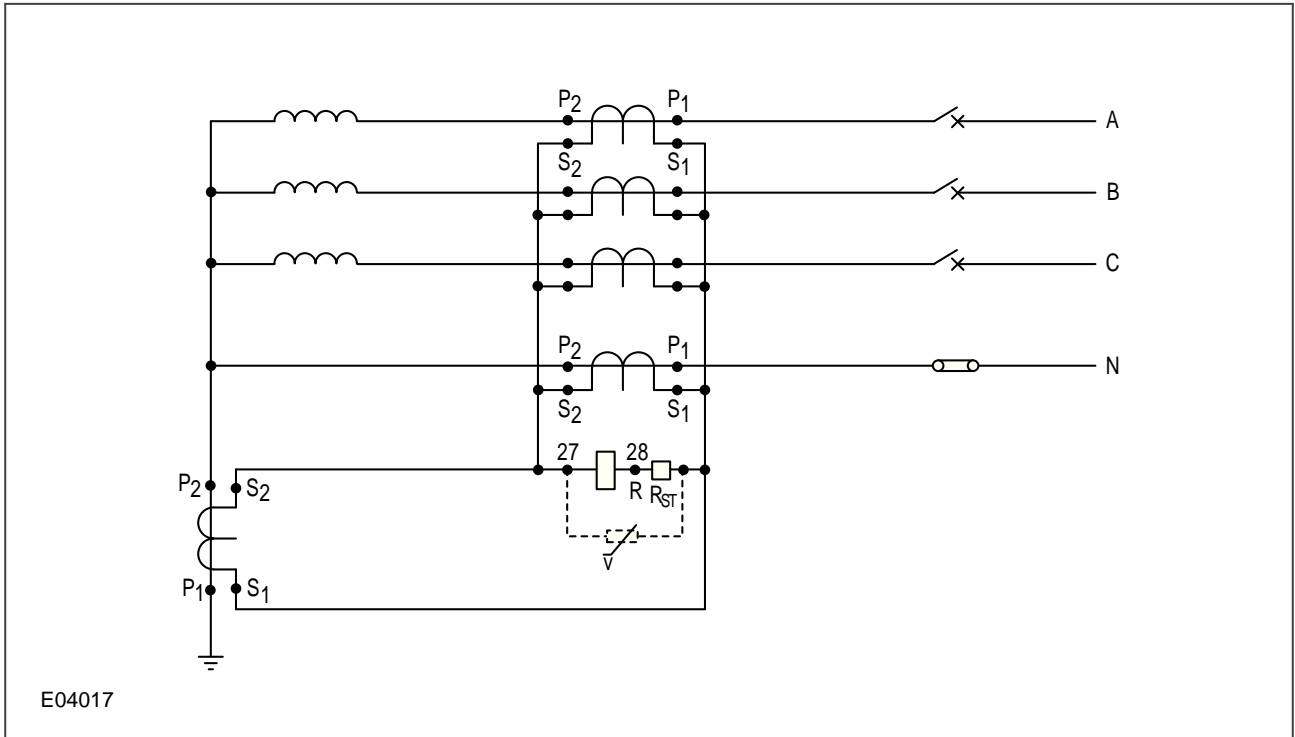 P2 P1 A
S2 S1
B
C
P2 P1 N
S2 S1
27 28
P2 S2 R RST
V
P1 S1
E04017